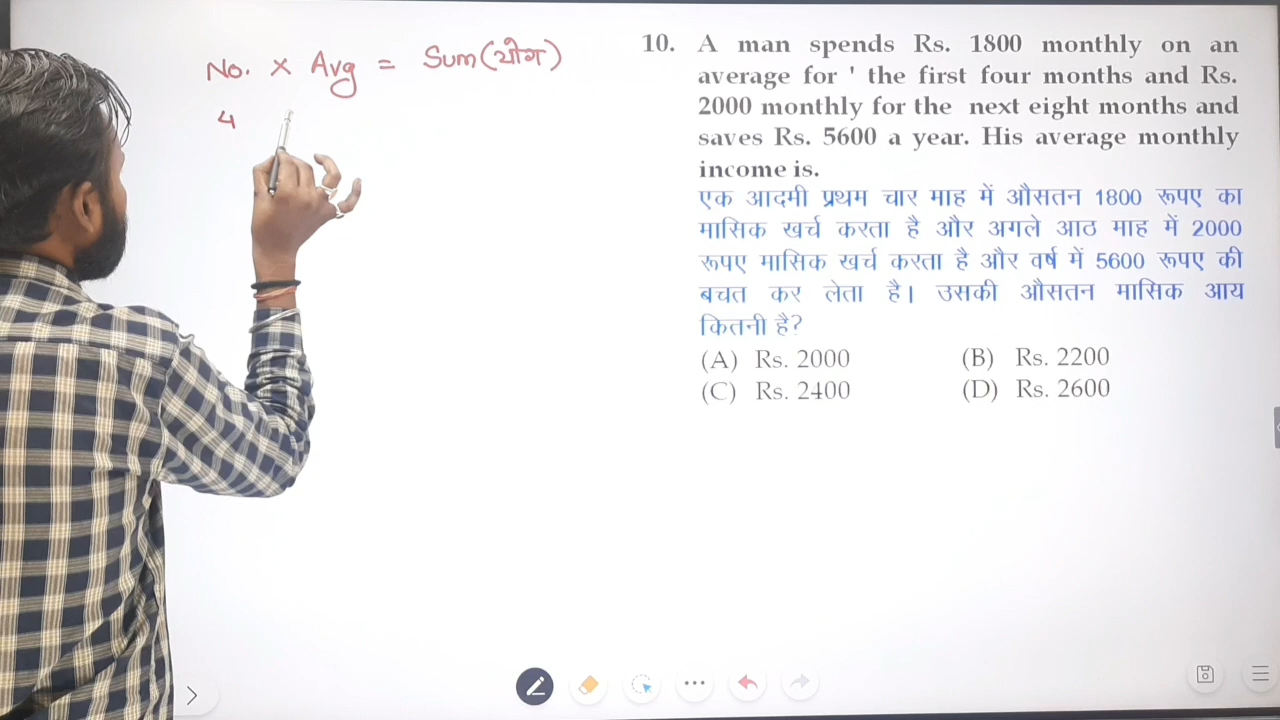 No. × Avg = Sum(योग)
4
10. A man spends Rs. 1800 monthly on an
average for ' the first four months and Rs.
2000 monthly for the next eight months and
saves Rs. 5600 a year. His average monthly
income is.
एक आदमी प्रथम चार माह में औसतन 1800 रूपए का
मासिक खर्च करता है और अगले आठ माह में 2000
रूपए मासिक खर्च करता है और वर्ष में 5600 रूपए की
बचत कर लेता है। उसकी औसतन मासिक आय
कितनी है?
(A) Rs. 2000 (B) Rs. 2200
(C) Rs. 2400 (D) Rs. 2600